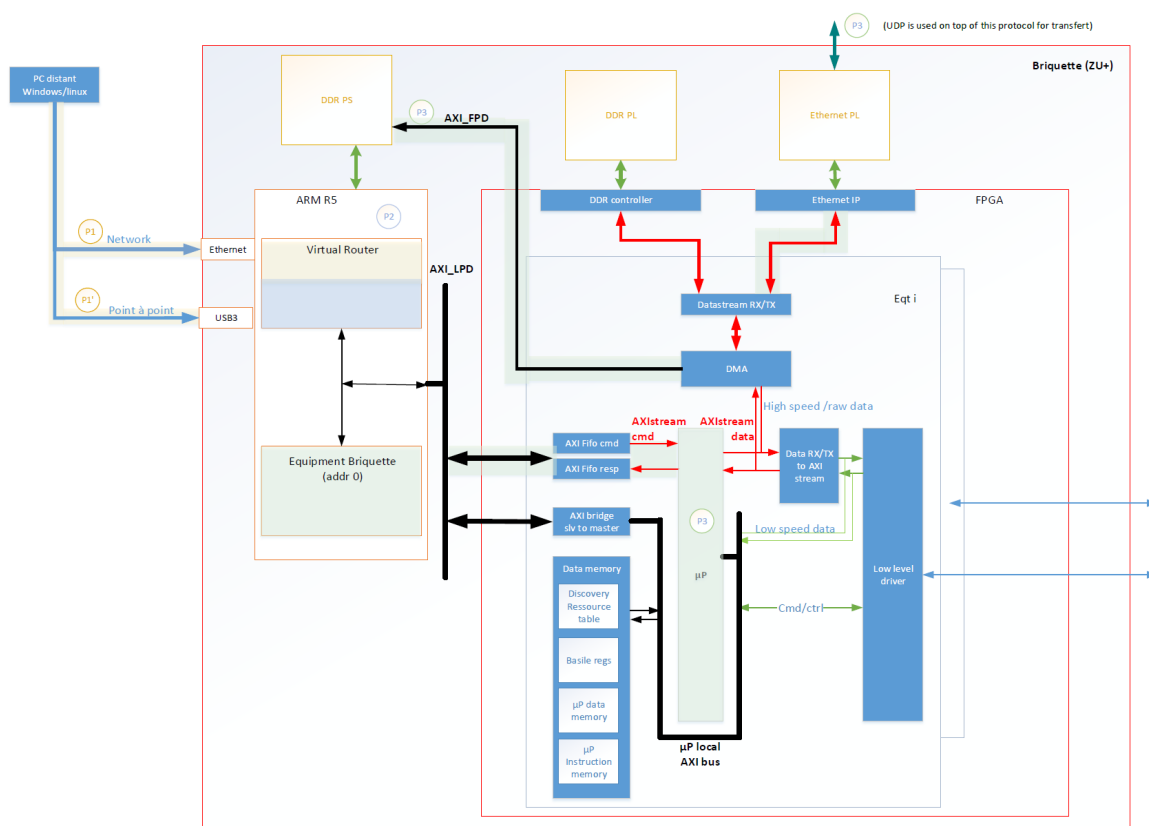 P3
(UDP is used on top of this protocol for transfert)
Briquette (ZU+)
PC distant
Windows/linux
DDR PS
DDR PL
Ethernet PL
P3
AXI_FPD
ARM R5
P2
DDR controller
Ethernet IP
FPGA
P1
Network
Ethernet
Virtual Router
AXI_LPD
P1'
Point à point
USB3
Datastream RX/TX
Eqt i
DMA
High speed /raw data
AXIstream
cmd
AXIstream
data
AXI Fifo cmd
AXI Fifo resp
Data RX/TX
to AXI
stream
Equipment Briquette
(addr 0)
AXI bridge
slv to master
P3
Low speed data
µP
Low level
driver
Data memory
Discovery
Ressource
table
Cmd/ctrl
Basile regs
µP data
memory
µP
Instruction
memory
µP local
AXI bus